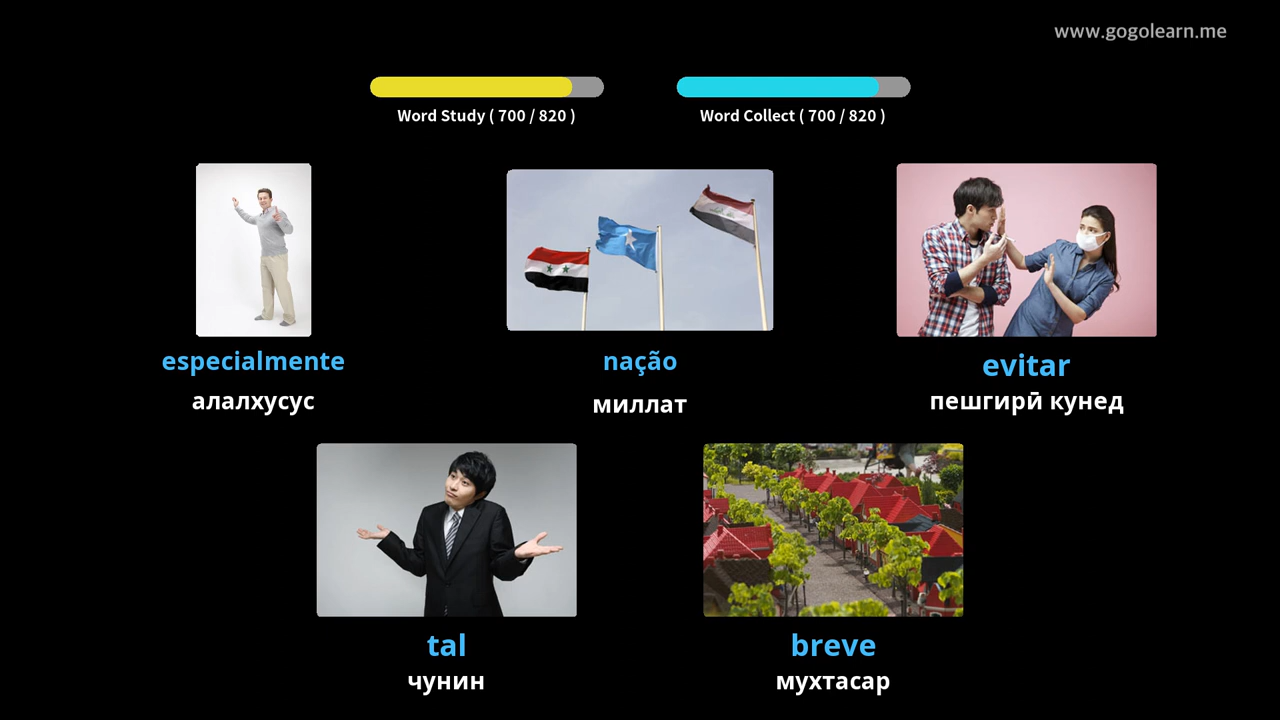 www.gogolearn.me
Word Study ( 700 / 820 )
Word Collect ( 700 / 820 )
especialmente
алалхусус
nação
миллат
evitar
пешгирӣ кунед
tal
чунин
breve
мухтасар